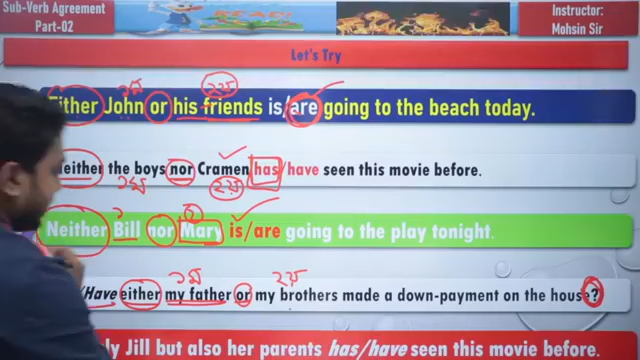 Sub-Verb Agreement
Part-02
READ!
Instructor:
Mohsin Sir
Let's Try
Either John or his friends is/are going to the beach today.
Neither the boys nor Cramen has/have seen this movie before.
Neither Bill nor Mary is/are going to the play tonight.
/Have either my father or my brothers made a down-payment on the house?
Jill but also her parents has/have seen this movie before.